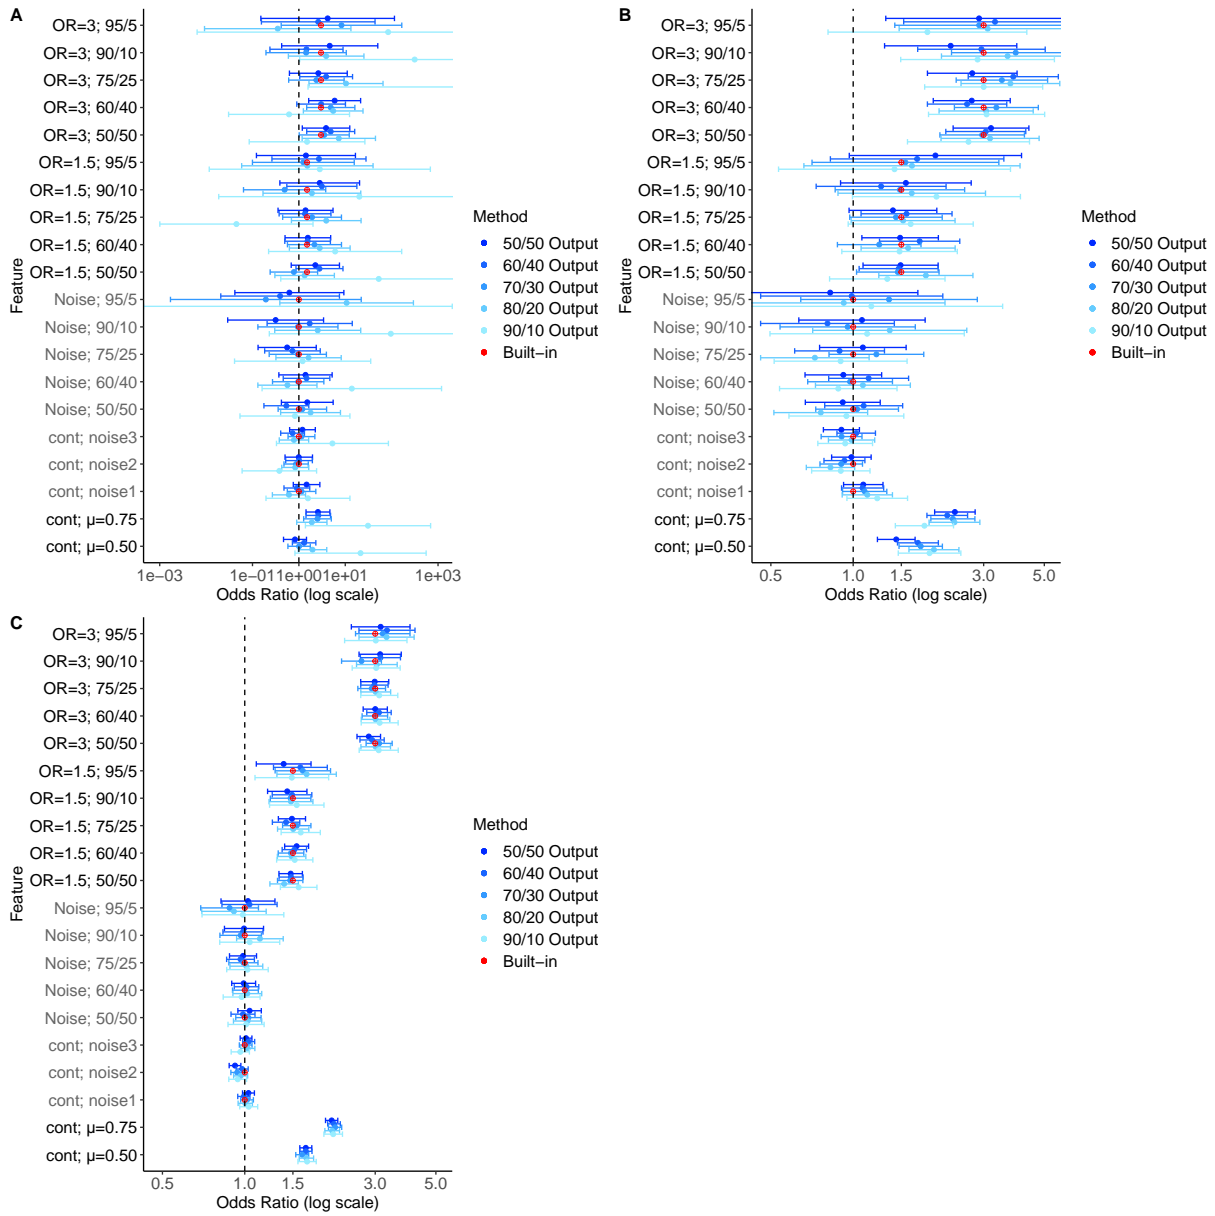 A
OR=3; 95/5
OR=3; 90/10
OR=3; 75/25
OR=3; 60/40
OR=3; 50/50
OR=1.5; 95/5
OR=1.5; 90/10
OR=1.5; 75/25
OR=1.5; 60/40
OR=1.5; 50/50
Noise; 95/5
Noise; 90/10
Noise; 75/25
Noise; 60/40
Noise; 50/50
cont; noise3
cont; noise2
cont; noise1
cont; µ=0.75
cont; µ=0.50
Feature
1e−03
1e−01
1e+00
1e+01
1e+03
Odds Ratio (log scale)
Method
50/50 Output
60/40 Output
70/30 Output
80/20 Output
90/10 Output
Built−in
B
OR=3; 95/5
OR=3; 90/10
OR=3; 75/25
OR=3; 60/40
OR=3; 50/50
OR=1.5; 95/5
OR=1.5; 90/10
OR=1.5; 75/25
OR=1.5; 60/40
OR=1.5; 50/50
Noise; 95/5
Noise; 90/10
Noise; 75/25
Noise; 60/40
Noise; 50/50
cont; noise3
cont; noise2
cont; noise1
cont; µ=0.75
cont; µ=0.50
Feature
0.5
1.0
1.5
3.0
5.0
Odds Ratio (log scale)
Method
50/50 Output
60/40 Output
70/30 Output
80/20 Output
90/10 Output
Built−in
C
OR=3; 95/5
OR=3; 90/10
OR=3; 75/25
OR=3; 60/40
OR=3; 50/50
OR=1.5; 95/5
OR=1.5; 90/10
OR=1.5; 75/25
OR=1.5; 60/40
OR=1.5; 50/50
Noise; 95/5
Noise; 90/10
Noise; 75/25
Noise; 60/40
Noise; 50/50
cont; noise3
cont; noise2
cont; noise1
cont; µ=0.75
cont; µ=0.50
Feature
0.5
1.0
1.5
3.0
5.0
Odds Ratio (log scale)
Method
50/50 Output
60/40 Output
70/30 Output
80/20 Output
90/10 Output
Built−in